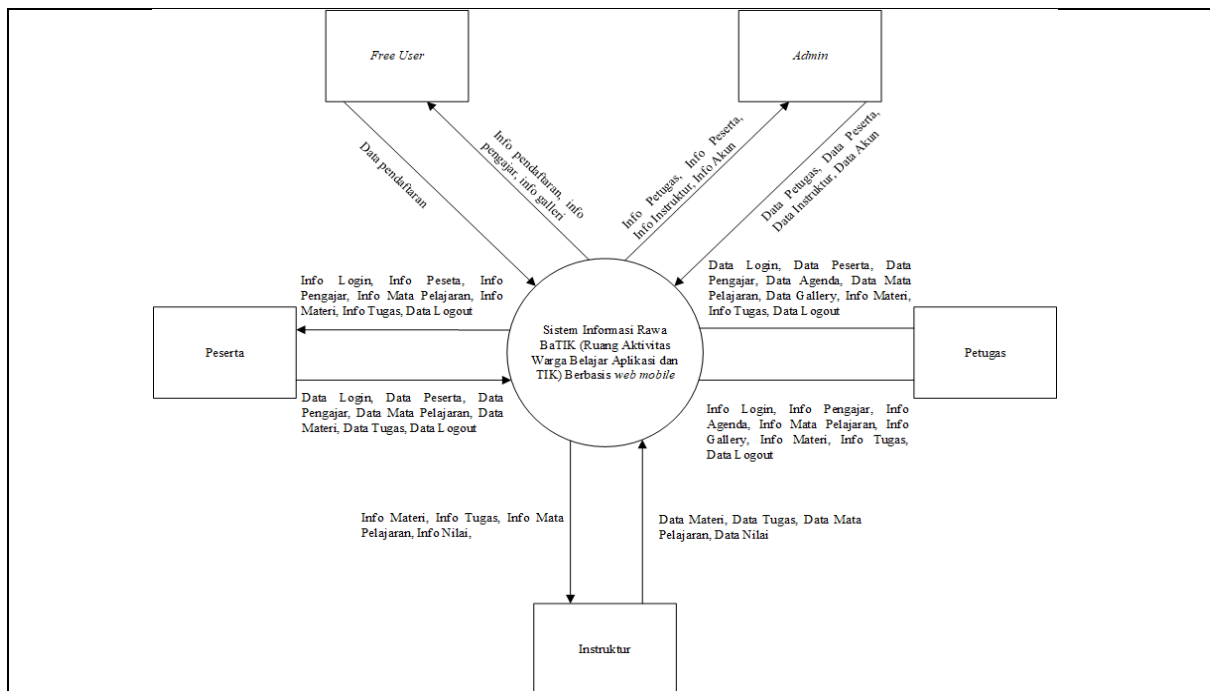 Free User
Admin
Data pendaftaran
Info pendaftaran, info
pengajar, info galleri
Info Petugas, Info Peserta,
Info Instruktur, Info Akun
Data Petugas, Data Peserta,
Data Instruktur, Data Akun
Info Login, Info Peseta, Info
Pengajar, Info Mata Pelajaran, Info
Materi, Info Tugas, Data Logout
Data Login, Data Peserta, Data
Pengajar, Data Agenda, Data Mata
Pelajaran, Data Gallery, Info Materi,
Info Tugas, Data Logout
Peserta
Sistem Informasi Rawa
BaTIK (Ruang Aktivitas
Warga Belajar Aplikasi dan
TIK) Berbasis web mobile
Petugas
Data Login, Data Peserta, Data
Pengajar, Data Mata Pelajaran, Data
Materi, Data Tugas, Data Logout
Info Login, Info Pengajar, Info
Agenda, Info Mata Pelajaran, Info
Gallery, Info Materi, Info Tugas,
Data Logout
Info Materi, Info Tugas, Info Mata
Pelajaran, Info Nilai,
Data Materi, Data Tugas, Data Mata
Pelajaran, Data Nilai
Instruktur